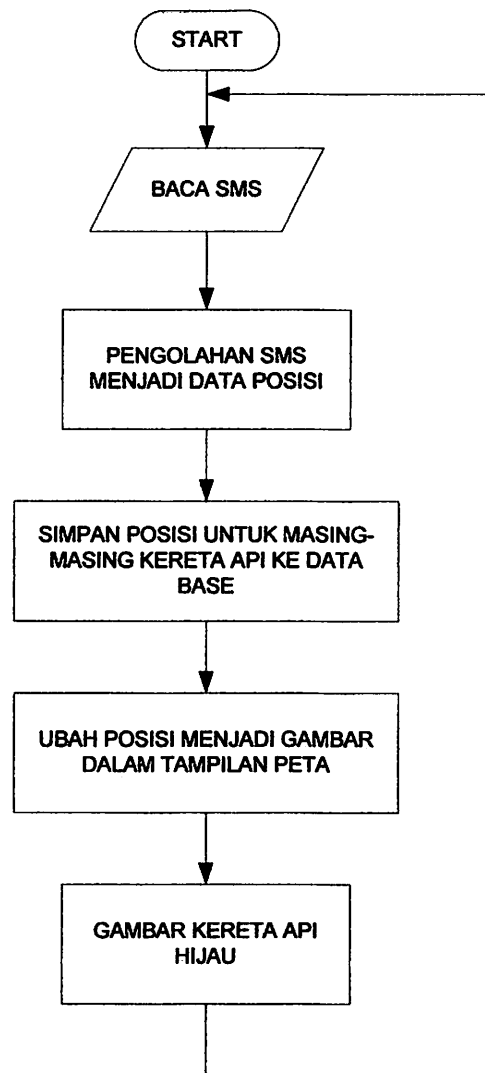 START
BACA SMS
PENGOLAHAN SMS
MENJADI DATA POSISI
SIMPAN POSISI UNTUK MASING-
MASING KERETA API KE DATA
BASE
UBAH POSISI MENJADI GAMBAR
DALAM TAMPILAN PETA
GAMBAR KERETA API
HIJAU